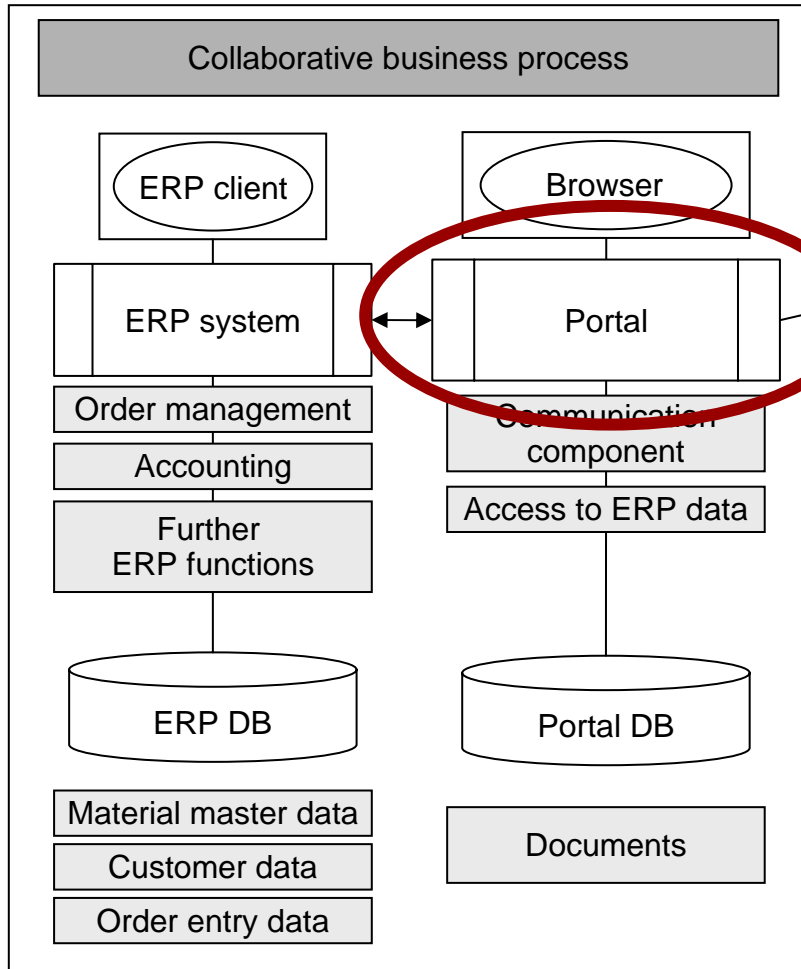 Collaborative business process
ERP client
Browser
ERP system
Portal
Order management
Accounting
Further
ERP functions
Communication
component
Access to ERP data
ERP DB
Portal DB
Material master data
Customer data
Order entry data
Documents